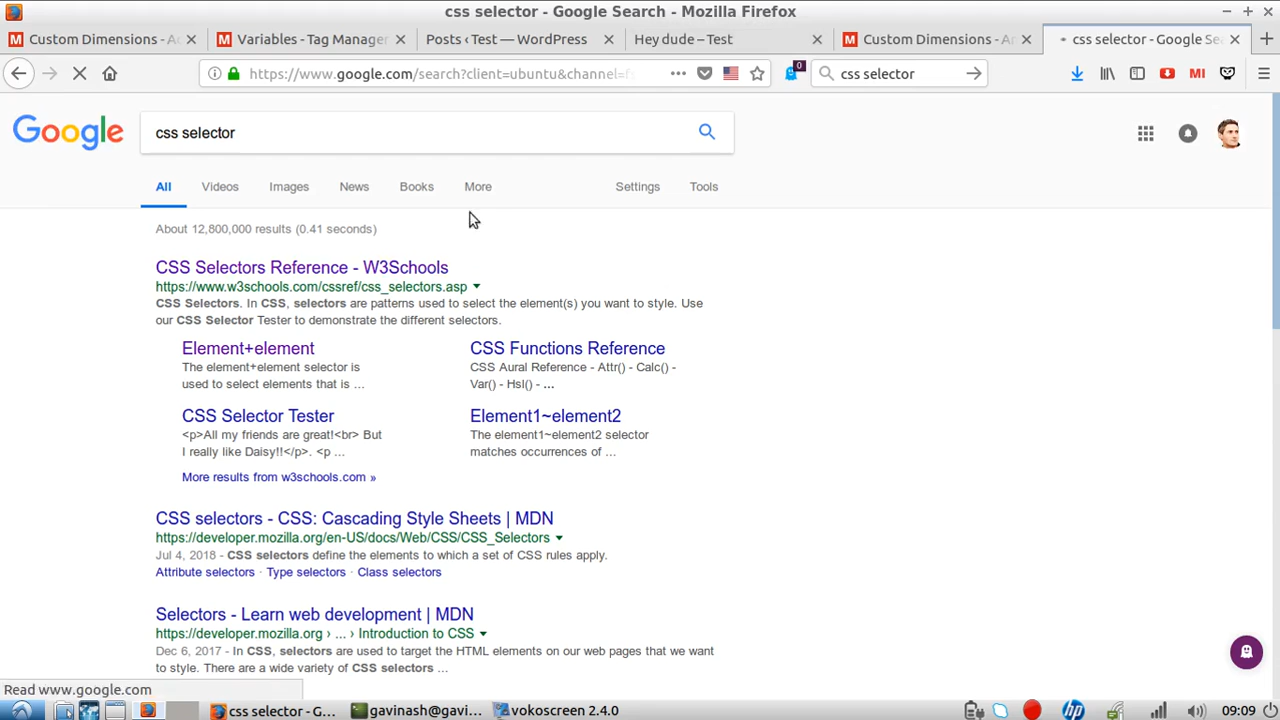 css selector - Google Search - Mozilla Firefox
Custom Dimensions - A
Variables - Tag Manage
Posts ‹ Test — WordPress
Hey dude – Test
Custom Dimensions - A
css selector - Google Se
https://www.google.com/search?client=ubuntu&channel=f
0
css selector
MI
Google
css selector
All
Videos
Images
News
Books
More
Settings
Tools
About 12,800,000 results (0.41 seconds)
CSS Selectors Reference - W3Schools
https://www.w3schools.com/cssref/css_selectors.asp
CSS Selectors. In CSS, selectors are patterns used to select the element(s) you want to style. Use
our CSS Selector Tester to demonstrate the different selectors.
Element+element
The element+element selector is
used to select elements that is ...
CSS Functions Reference
CSS Aural Reference - Attr() - Calc() -
Var() - Hsl() - ...
CSS Selector Tester
<p>All my friends are great!<br> But
I really like Daisy!!</p>. <p ...
Element1~element2
The element1~element2 selector
matches occurrences of ...
More results from w3schools.com »
CSS selectors - CSS: Cascading Style Sheets | MDN
https://developer.mozilla.org/en-US/docs/Web/CSS/CSS_Selectors
Jul 4, 2018 - CSS selectors define the elements to which a set of CSS rules apply.
Attribute selectors · Type selectors · Class selectors
Selectors - Learn web development | MDN
https://developer.mozilla.org › ... › Introduction to CSS
Dec 6, 2017 - In CSS, selectors are used to target the HTML elements on our web pages that we want
to style. There are a wide variety of CSS selectors ...
Read www.google.com
css selector - G...
gavinash@gavi...
vokoscreen 2.4.0
hp
09:09